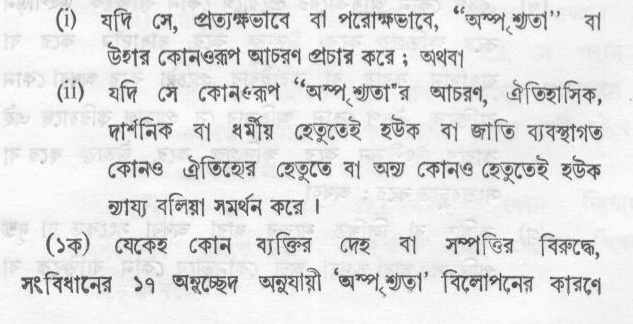 (i) যদি সে, প্রত্যক্ষভাবে বা পরোক্ষভাবে, “অস্পৃশ্যতা” বা
উহার কোনওরূপ আচরণ প্রচার করে ; অথবা
(ii) যদি সে কোনওরূপ “অস্পৃশ্যতা”র আচরণ, ঐতিহাসিক,
দার্শনিক বা ধর্মীয় হেতুতেই হউক বা জাতি ব্যবস্থাগত
কোনও ঐতিহ্যের হেতুতে বা অন্য কোনও হেতুতেই হউক
ন্যায্য বলিয়া সমর্থন করে ।
(১ক) যেকেহ কোন ব্যক্তির দেহ বা সম্পত্তির বিরুদ্ধে,
সংবিধানের ১৭ অনুচ্ছেদ অনুযায়ী ‘অস্পৃশ্যতা’ বিলোপনের কারণে